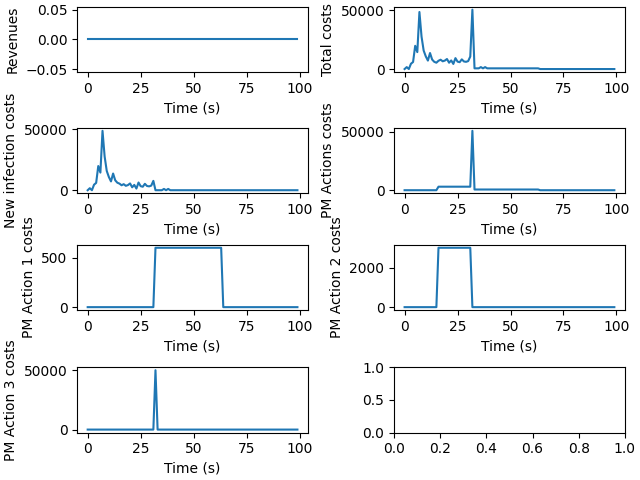 Revenues
0.05
0.00
−0.05
0 25 50 75 100
Time (s)
Total costs
50000
0
0 25 50 75 100
Time (s)
New infection costs
50000
0
0 25 50 75 100
Time (s)
PM Actions costs
50000
0
0 25 50 75 100
Time (s)
PM Action 1 costs
500
0
0 25 50 75 100
Time (s)
PM Action 2 costs
2000
0
0 25 50 75 100
Time (s)
PM Action 3 costs
50000
0
0 25 50 75 100
Time (s)
1.0
0.5
0.0
0.0 0.2 0.4 0.6 0.8 1.0